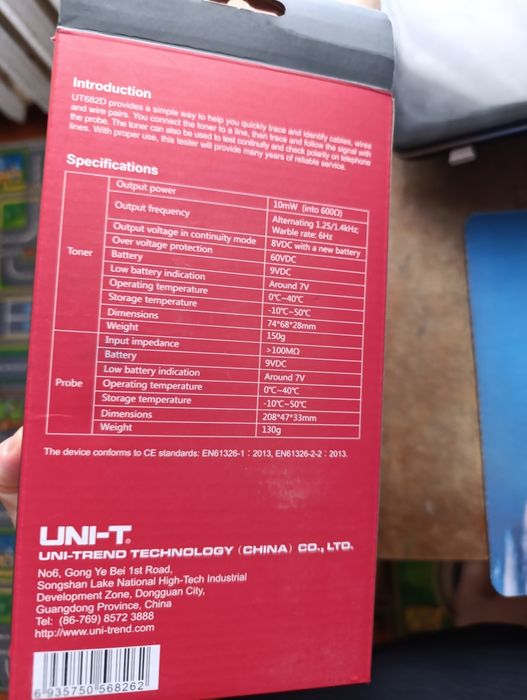 Introduction
UT682D provides a simple way to help you quickly trace and identify cables, wires
and wire pairs. You connect the toner to a line, then trace and follow the signal with
the probe. The toner can also be used to test continuity and check polarity on telephone
lines. With proper use, this tester will provide many years of reliable service.
Specifications
Toner
Output power 10mW (into 600Ω)
Output frequency Alternating 1.25/1.4kHz;
Warble rate: 6Hz
Output voltage in continuity mode 8VDC with a new battery
Over voltage protection 60VDC
Battery 9VDC
Low battery indication Around 7V
Operating temperature 0℃~40℃
Storage temperature -10℃~50℃
Dimensions 74*68*28mm
Weight 150g
Probe
Input impedance >100MΩ
Battery 9VDC
Low battery indication Around 7V
Operating temperature 0℃~40℃
Storage temperature -10℃~50℃
Dimensions 208*47*33mm
Weight 130g
The device conforms to CE standards: EN61326-1：2013, EN61326-2-2：2013.
UNI-T®
UNI-TREND TECHNOLOGY (CHINA) CO., LTD.
No6, Gong Ye Bei 1st Road,
Songshan Lake National High-Tech Industrial
Development Zone, Dongguan City,
Guangdong Province, China
Tel: (86-769) 8572 3888
http://www.uni-trend.com
6 935750 568262